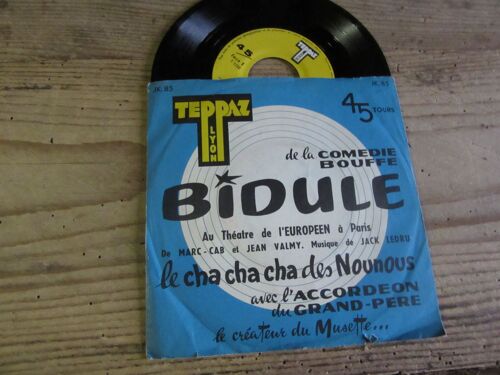 45
TEPPAZ
JK. 85
JK. 85
TEPPAZ
LYON
45 TOURS
de la COMEDIE
BOUFFE
BiDULE
Au Théatre de l'EUROPEEN à Paris
De MARC-CAB et JEAN VALMY. Musique de JACK LEDRU
le cha cha cha des Nounous
avec l'ACCORDEON
du GRAND-PERE
le créateur du Musette...